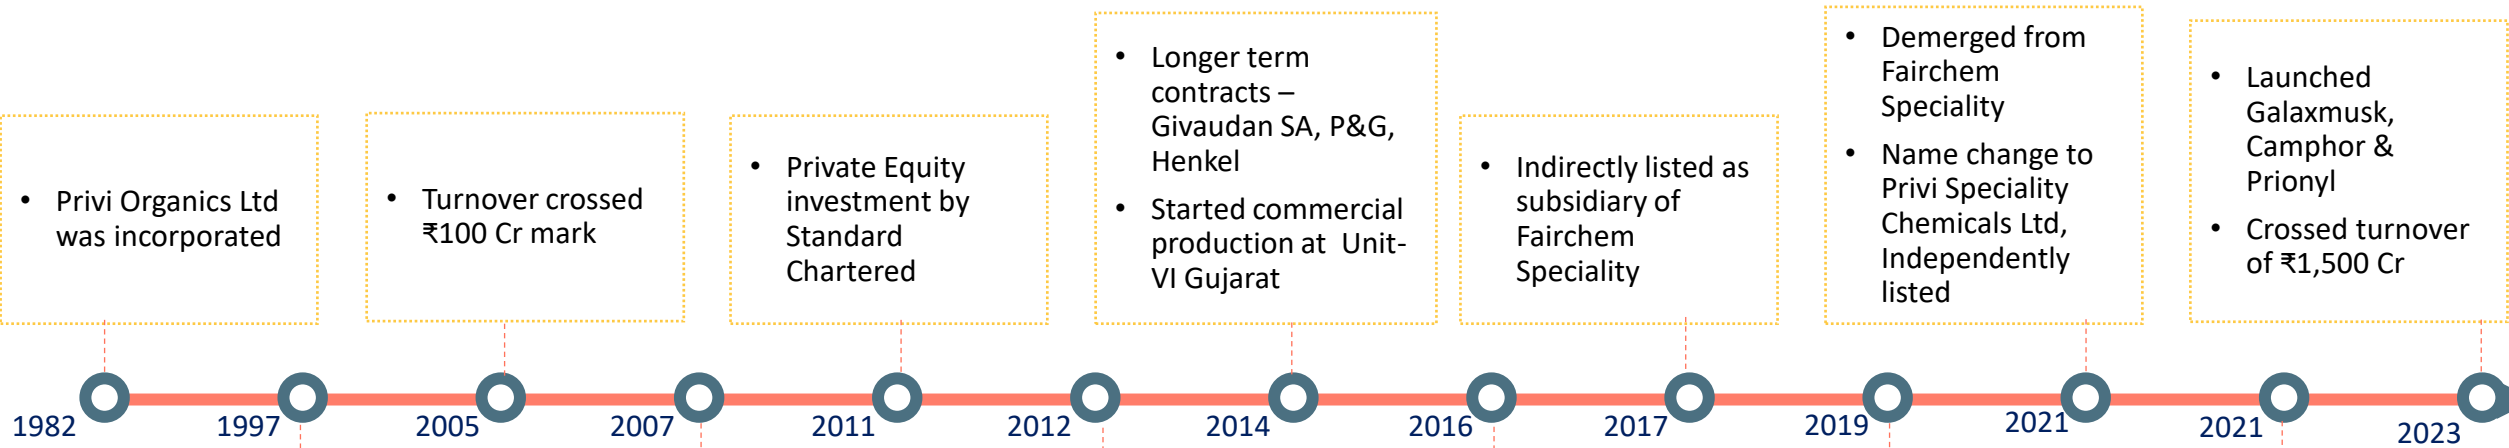 • Privi Organics Ltd
was incorporated
• Turnover crossed
₹100 Cr mark
• Private Equity
investment by
Standard
Chartered
• Longer term
contracts –
Givaudan SA, P&G,
Henkel
• Started commercial
production at Unit-
VI Gujarat
• Indirectly listed as
subsidiary of
Fairchem
Speciality
• Demerged from
Fairchem
Speciality
• Name change to
Privi Speciality
Chemicals Ltd,
Independently
listed
• Launched
Galaxmusk,
Camphor &
Prionyl
• Crossed turnover
of ₹1,500 Cr
1982
1997
2005
2007
2011
2012
2014
2016
2017
2019
2021
2021
2023